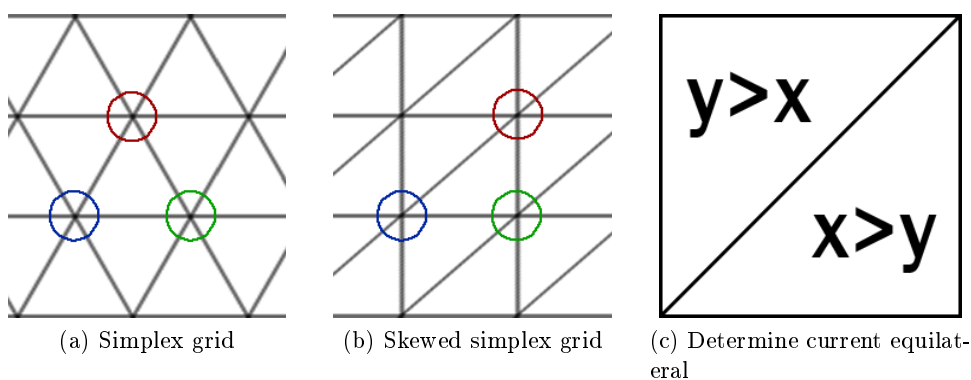 y>x
x>y
(a) Simplex grid
(b) Skewed simplex grid
(c) Determine current equilat-
eral